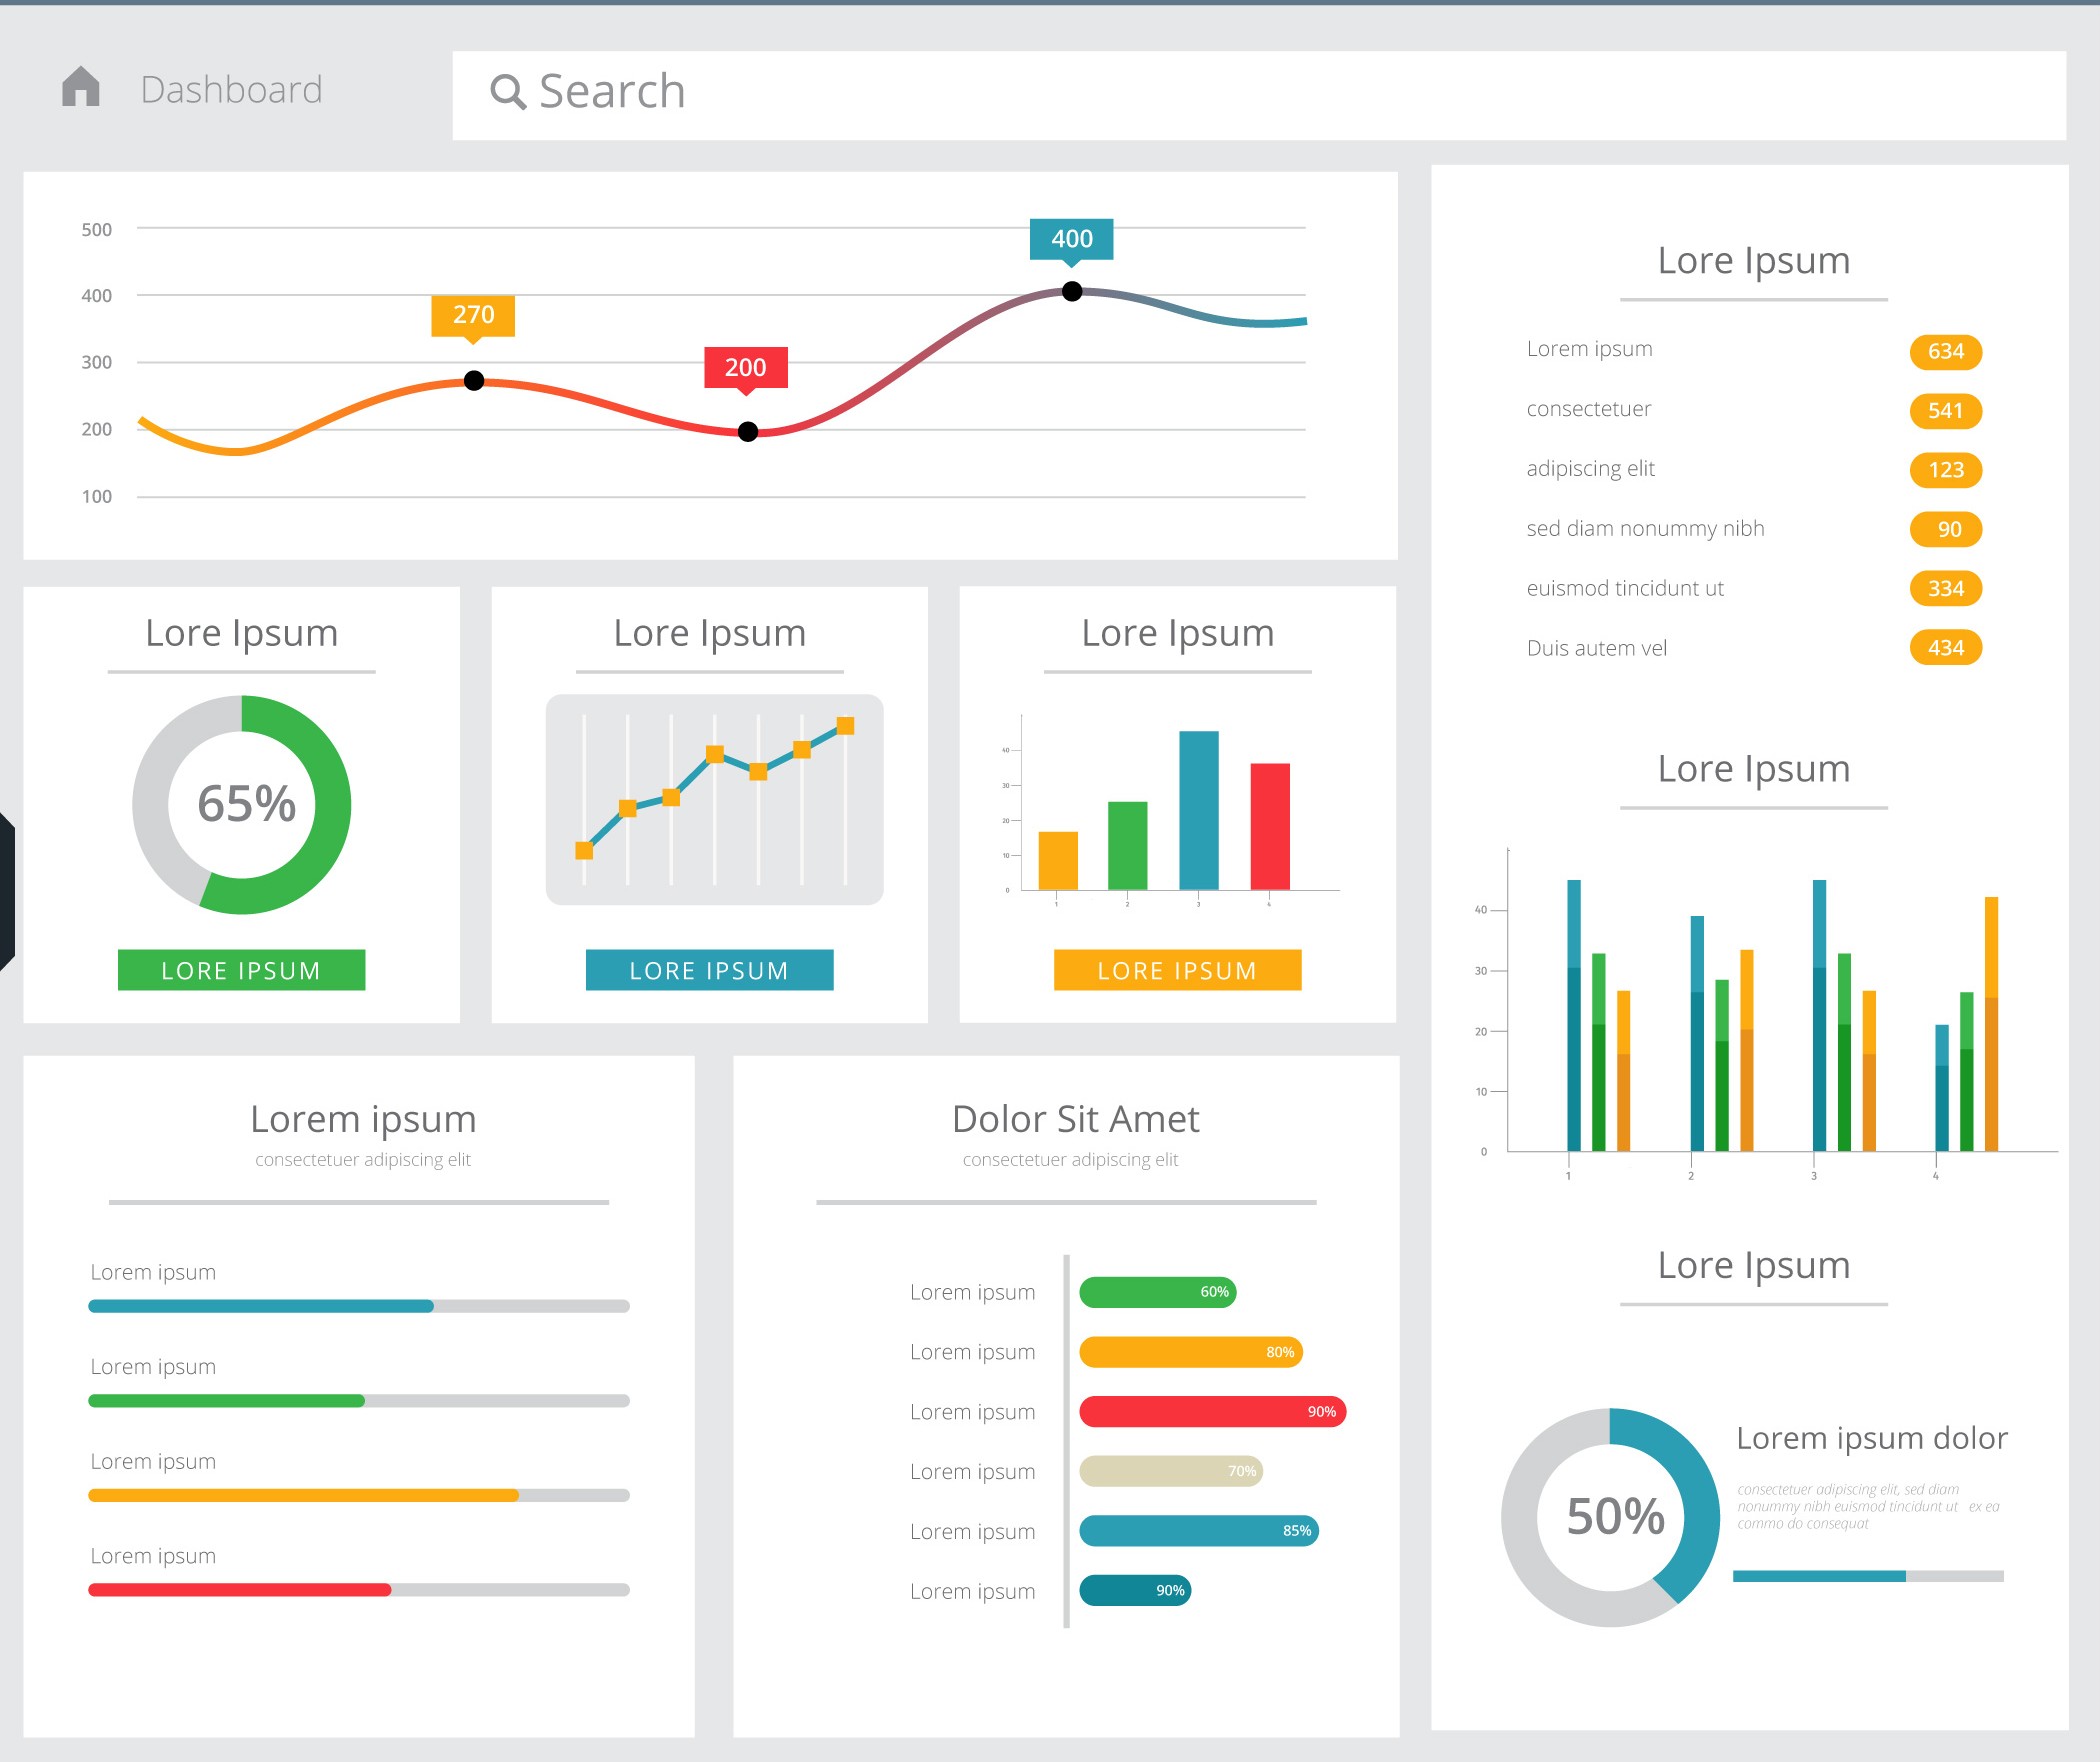 Dashboard
Search
500
400
300
200
100
270
200
400
Lore Ipsum
65%
LORE IPSUM
Lore Ipsum
LORE IPSUM
Lore Ipsum
40
30
20
10
0
1 2 3 4
LORE IPSUM
Lorem ipsum
consectetuer adipiscing elit
Lorem ipsum
Lorem ipsum
Lorem ipsum
Lorem ipsum
Dolor Sit Amet
consectetuer adipiscing elit
Lorem ipsum 60%
Lorem ipsum 80%
Lorem ipsum 90%
Lorem ipsum 70%
Lorem ipsum 85%
Lorem ipsum 90%
Lore Ipsum
Lorem ipsum 634
consectetuer 541
adipiscing elit 123
sed diam nonummy nibh 90
euismod tincidunt ut 334
Duis autem vel 434
Lore Ipsum
40
30
20
10
0
1 2 3 4
Lore Ipsum
50%
Lorem ipsum dolor
consectetuer adipiscing elit, sed diam
nonummy nibh euismod tincidunt ut ex ea
commo do consequat